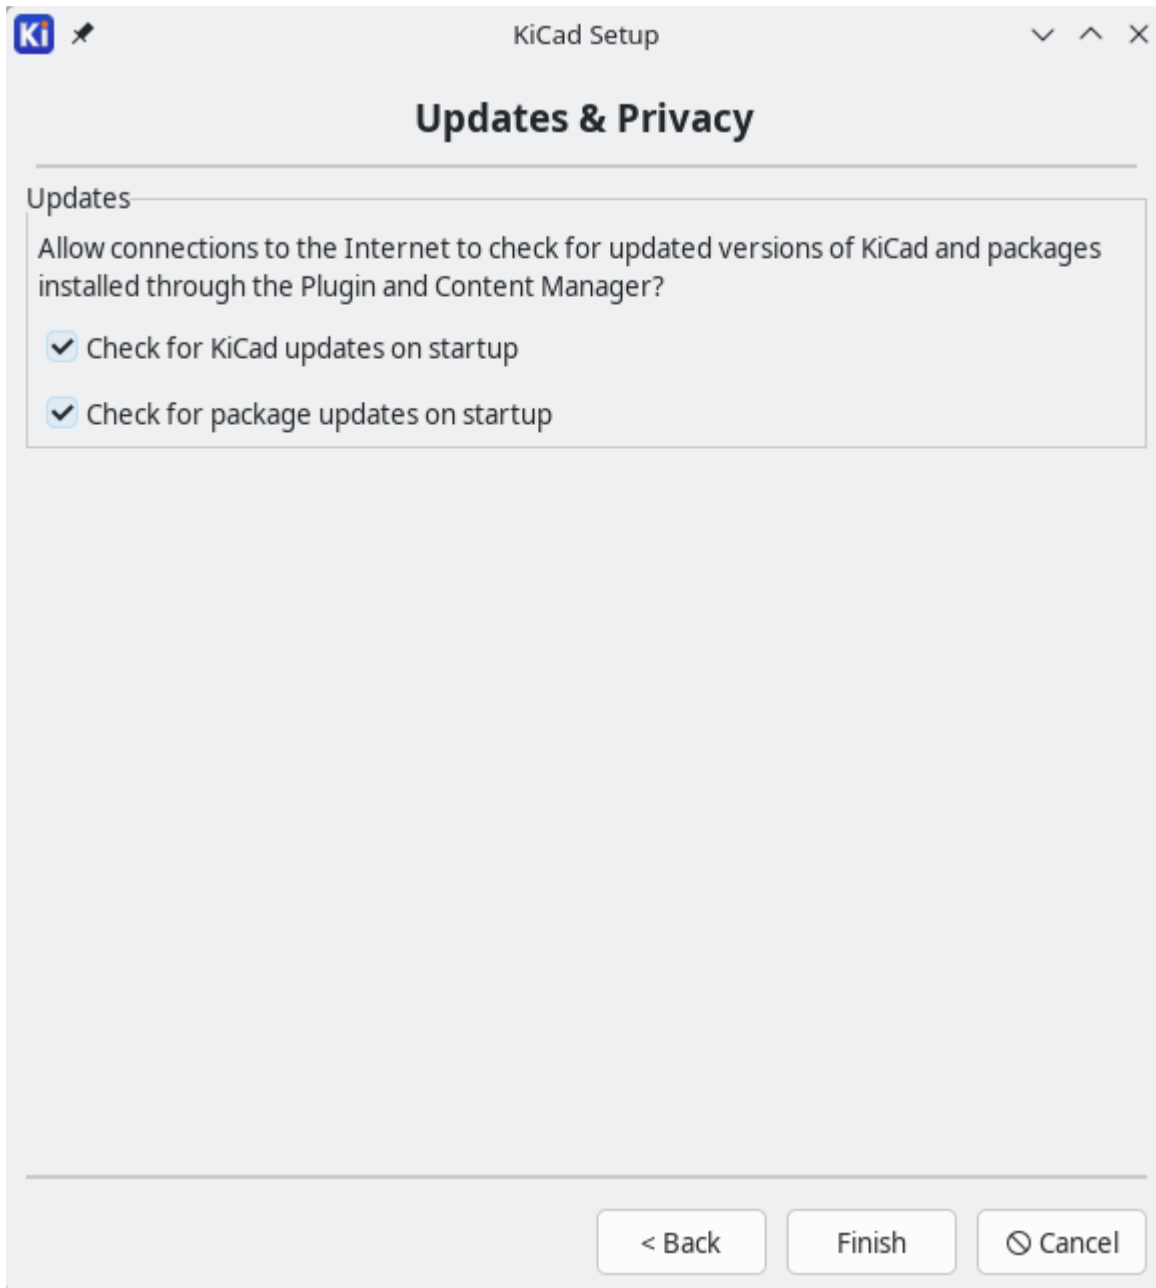 Ki
KiCad Setup
Updates & Privacy
Updates
Allow connections to the Internet to check for updated versions of KiCad and packages
installed through the Plugin and Content Manager?
Check for KiCad updates on startup
Check for package updates on startup
< Back
Finish
Cancel